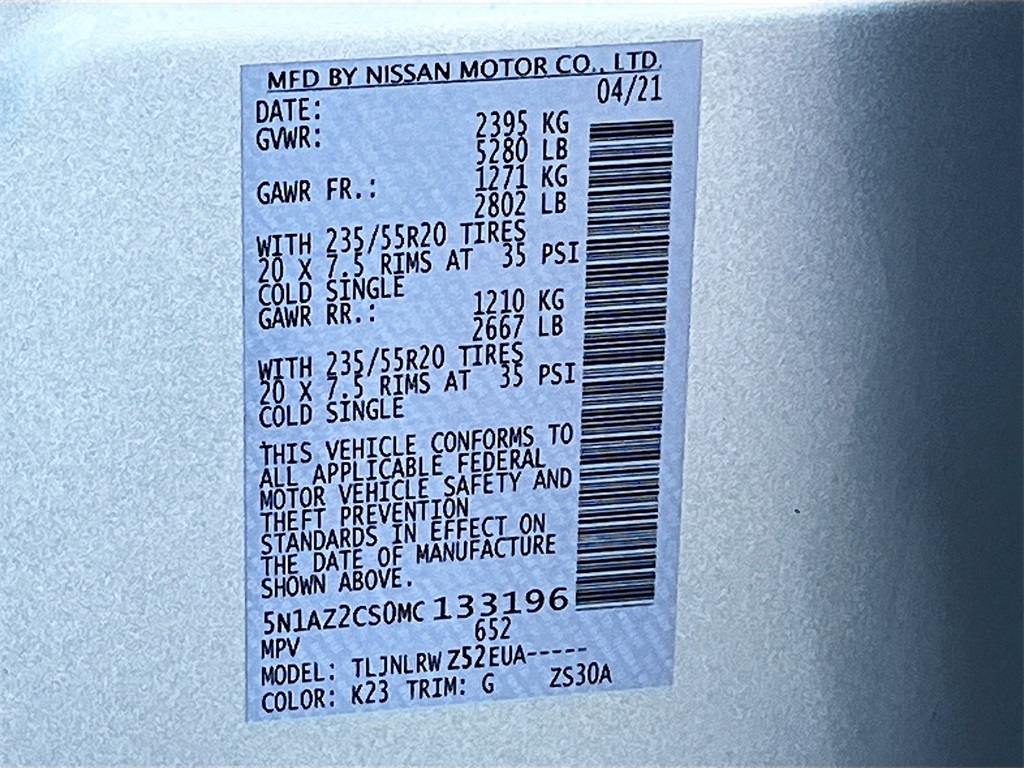 MFD BY NISSAN MOTOR CO., LTD.
DATE: 04/21
GVWR: 2395 KG
5280 LB
GAWR FR.: 1271 KG
2802 LB
WITH 235/55R20 TIRES
20 X 7.5 RIMS AT 35 PSI
COLD SINGLE
GAWR RR.: 1210 KG
2667 LB
WITH 235/55R20 TIRES
20 X 7.5 RIMS AT 35 PSI
COLD SINGLE
THIS VEHICLE CONFORMS TO
ALL APPLICABLE FEDERAL
MOTOR VEHICLE SAFETY AND
THEFT PREVENTION
STANDARDS IN EFFECT ON
THE DATE OF MANUFACTURE
SHOWN ABOVE.
5N1AZ2CS0MC133196
MPV 652
MODEL: TLJNLRWZ52EUA-----
COLOR: K23 TRIM: G ZS30A